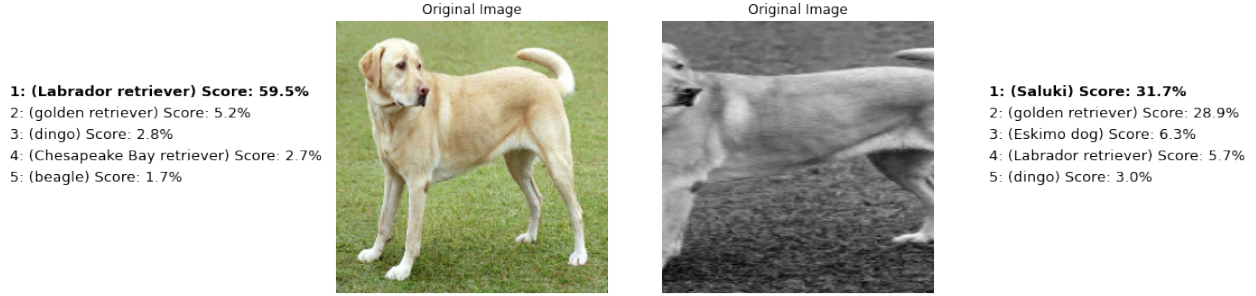 Original Image
1: (Labrador retriever) Score: 59.5%
2: (golden retriever) Score: 5.2%
3: (dingo) Score: 2.8%
4: (Chesapeake Bay retriever) Score: 2.7%
5: (beagle) Score: 1.7%
Original Image
1: (Saluki) Score: 31.7%
2: (golden retriever) Score: 28.9%
3: (Eskimo dog) Score: 6.3%
4: (Labrador retriever) Score: 5.7%
5: (dingo) Score: 3.0%